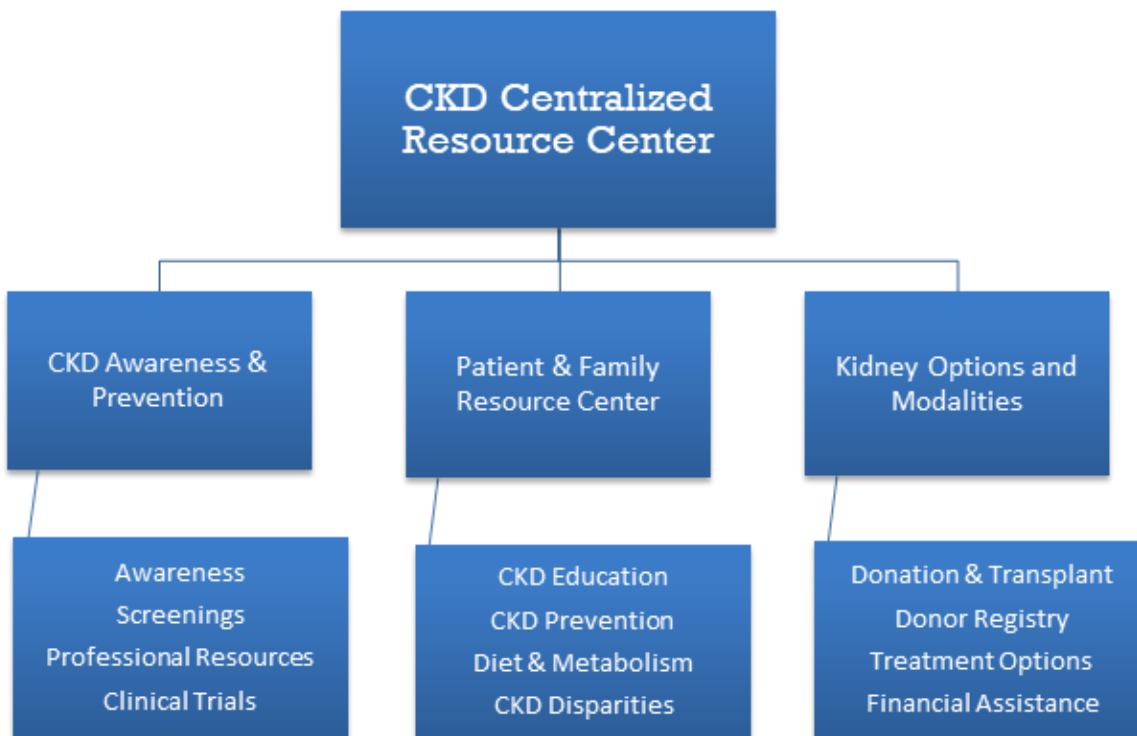 CKD Centralized
Resource Center
CKD Awareness &
Prevention
Patient & Family
Resource Center
Kidney Options and
Modalities
Awareness
Screenings
Professional Resources
Clinical Trials
CKD Education
CKD Prevention
Diet & Metabolism
CKD Disparities
Donation & Transplant
Donor Registry
Treatment Options
Financial Assistance